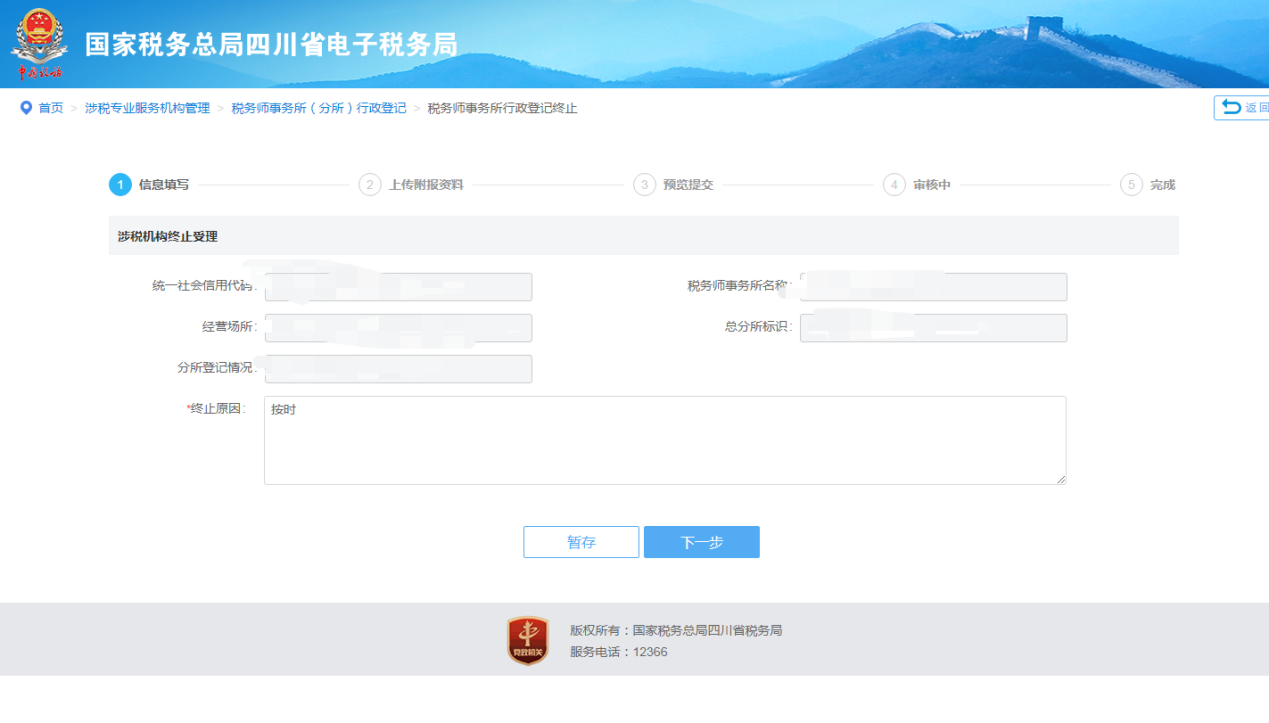 国家税务总局四川省电子税务局
中国税务
首页 > 涉税专业服务机构管理 > 税务师事务所（分所）行政登记 > 税务师事务所行政登记终止
返回
1 信息填写 2 上传附报资料 3 预览提交 4 审核中 5 完成
涉税机构终止受理
统一社会信用代码:
税务师事务所名称:
经营场所:
总分所标识:
分所登记情况:
*终止原因:
按时
暂存 下一步
党政机关
版权所有：国家税务总局四川省税务局
服务电话：12366